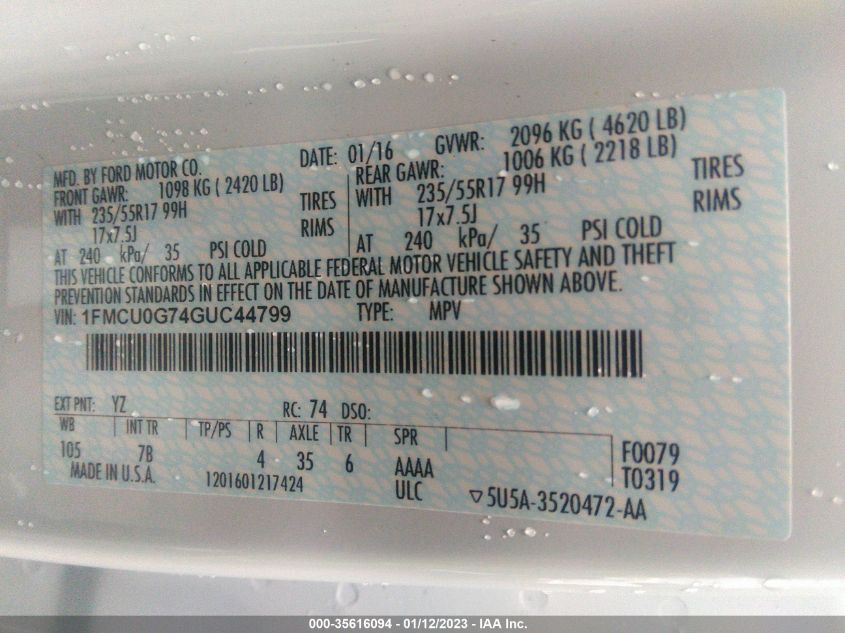 MFD. BY FORD MOTOR CO.
DATE: 01/16 GVWR: 2096 KG ( 4620 LB)
FRONT GAWR: 1098 KG ( 2420 LB)
REAR GAWR: 1006 KG ( 2218 LB)
WITH 235/55R17 99H TIRES
WITH 235/55R17 99H TIRES
17x7.5J RIMS
17x7.5J RIMS
AT 240 kPa/ 35 PSI COLD
AT 240 kPa/ 35 PSI COLD
THIS VEHICLE CONFORMS TO ALL APPLICABLE FEDERAL MOTOR VEHICLE SAFETY AND THEFT
PREVENTION STANDARDS IN EFFECT ON THE DATE OF MANUFACTURE SHOWN ABOVE.
VIN: 1FMCU0G74GUC44799 TYPE: MPV
EXT PNT: YZ RC: 74 DSO:
WB INT TR TP/PS R AXLE TR SPR
105 7B 4 35 6 AAAA F0079
MADE IN U.S.A. 1201601217424 ULC T0319
▽5U5A-3520472-AA
000-35616094 — 01/12/2023 — IAA Inc.